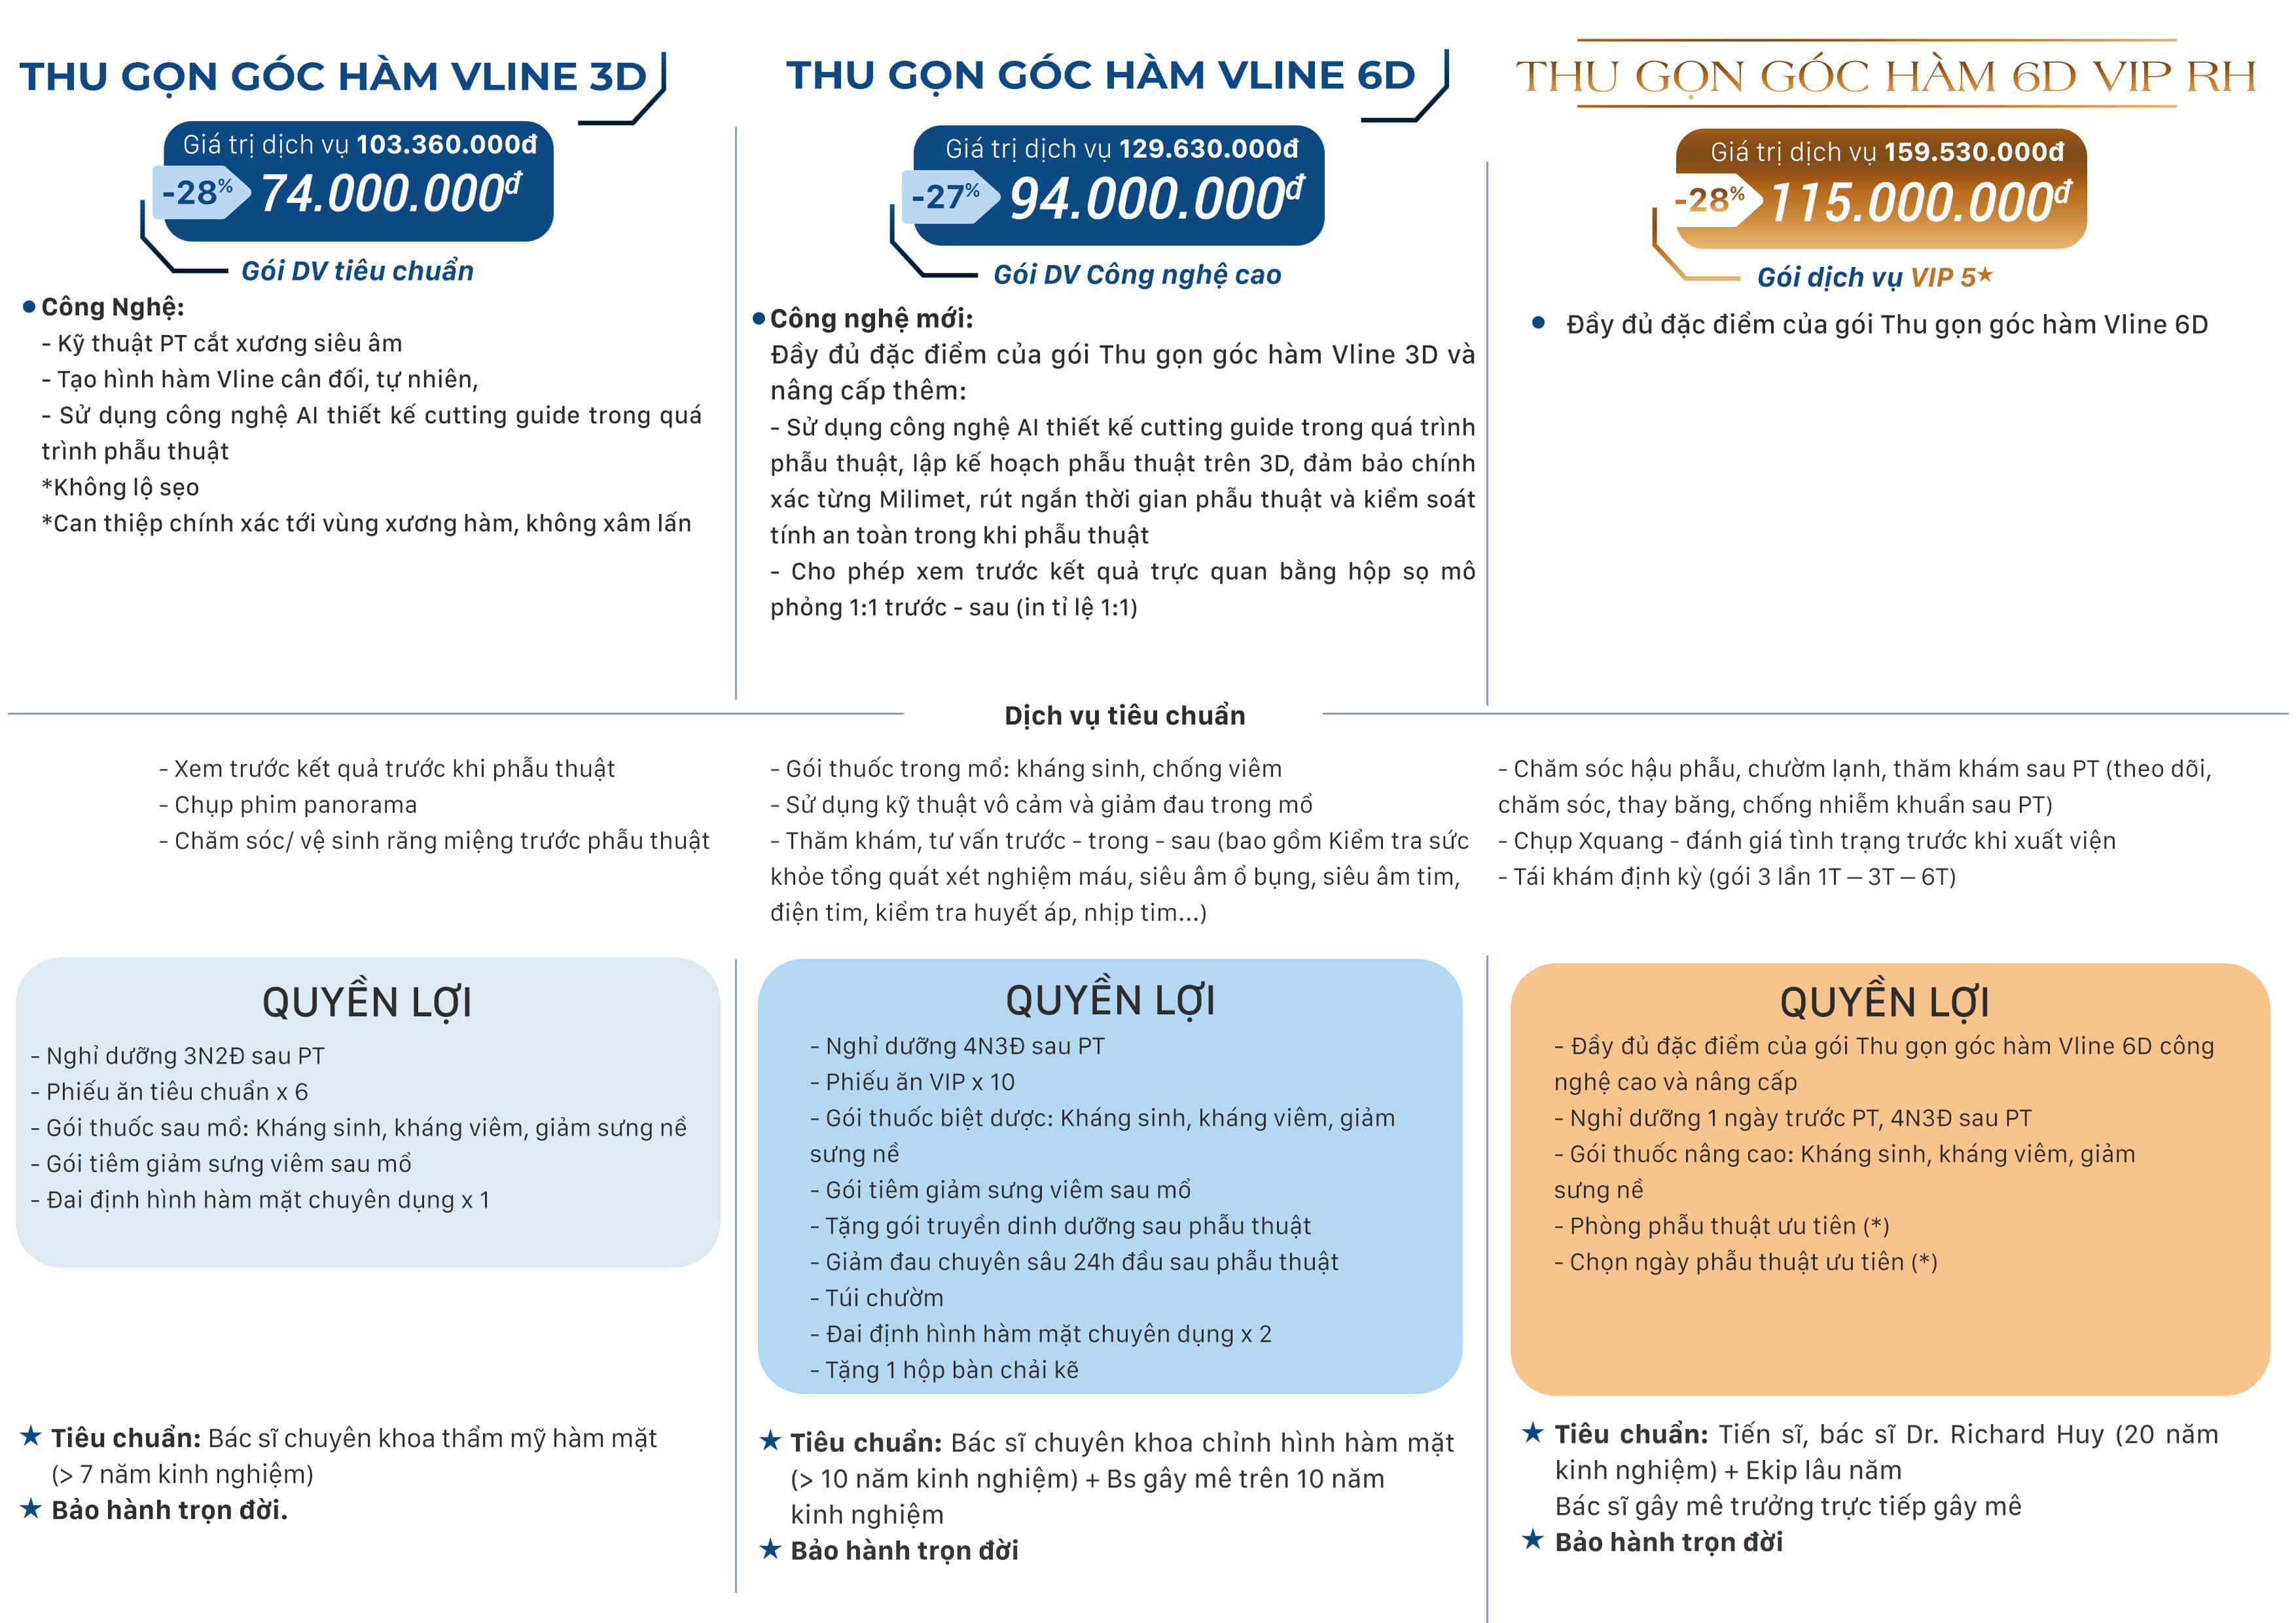 THU GỌN GÓC HÀM VLINE 3D
Giá trị dịch vụ 103.360.000đ
-28%
74.000.000đ
Gói DV tiêu chuẩn
Công Nghệ:
- Kỹ thuật PT cắt xương siêu âm
- Tạo hình hàm Vline cân đối, tự nhiên,
- Sử dụng công nghệ AI thiết kế cutting guide trong quá
trình phẫu thuật
*Không lộ sẹo
*Can thiệp chính xác tới vùng xương hàm, không xâm lấn
THU GỌN GÓC HÀM VLINE 6D
Giá trị dịch vụ 129.630.000đ
-27%
94.000.000đ
Gói DV Công nghệ cao
Công nghệ mới:
Đầy đủ đặc điểm của gói Thu gọn góc hàm Vline 3D và
nâng cấp thêm:
- Sử dụng công nghệ AI thiết kế cutting guide trong quá trình
phẫu thuật, lập kế hoạch phẫu thuật trên 3D, đảm bảo chính
xác từng Milimet, rút ngắn thời gian phẫu thuật và kiểm soát
tính an toàn trong khi phẫu thuật
- Cho phép xem trước kết quả trực quan bằng hộp sọ mô
phỏng 1:1 trước - sau (in tỉ lệ 1:1)
THU GỌN GÓC HÀM 6D VIP RH
Giá trị dịch vụ 159.530.000đ
-28%
115.000.000đ
Gói dịch vụ VIP 5★
Đầy đủ đặc điểm của gói Thu gọn góc hàm Vline 6D
Dịch vụ tiêu chuẩn
- Xem trước kết quả trước khi phẫu thuật
- Chụp phim panorama
- Chăm sóc/ vệ sinh răng miệng trước phẫu thuật
- Gói thuốc trong mổ: kháng sinh, chống viêm
- Sử dụng kỹ thuật vô cảm và giảm đau trong mổ
- Thăm khám, tư vấn trước - trong - sau (bao gồm Kiểm tra sức
khỏe tổng quát xét nghiệm máu, siêu âm ổ bụng, siêu âm tim,
điện tim, kiểm tra huyết áp, nhịp tim...)
- Chăm sóc hậu phẫu, chườm lạnh, thăm khám sau PT (theo dõi,
chăm sóc, thay băng, chống nhiễm khuẩn sau PT)
- Chụp Xquang - đánh giá tình trạng trước khi xuất viện
- Tái khám định kỳ (gói 3 lần 1T – 3T – 6T)
QUYỀN LỢI
- Nghỉ dưỡng 3N2Đ sau PT
- Phiếu ăn tiêu chuẩn x 6
- Gói thuốc sau mổ: Kháng sinh, kháng viêm, giảm sưng nề
- Gói tiêm giảm sưng viêm sau mổ
- Đai định hình hàm mặt chuyên dụng x 1
★ Tiêu chuẩn: Bác sĩ chuyên khoa thẩm mỹ hàm mặt
(> 7 năm kinh nghiệm)
★ Bảo hành trọn đời.
QUYỀN LỢI
- Nghỉ dưỡng 4N3Đ sau PT
- Phiếu ăn VIP x 10
- Gói thuốc biệt dược: Kháng sinh, kháng viêm, giảm
sưng nề
- Gói tiêm giảm sưng viêm sau mổ
- Tặng gói truyền dinh dưỡng sau phẫu thuật
- Giảm đau chuyên sâu 24h đầu sau phẫu thuật
- Túi chườm
- Đai định hình hàm mặt chuyên dụng x 2
- Tặng 1 hộp bàn chải kẽ
★ Tiêu chuẩn: Bác sĩ chuyên khoa chỉnh hình hàm mặt
(> 10 năm kinh nghiệm) + Bs gây mê trên 10 năm
kinh nghiệm
★ Bảo hành trọn đời
QUYỀN LỢI
- Đầy đủ đặc điểm của gói Thu gọn góc hàm Vline 6D công
nghệ cao và nâng cấp
- Nghỉ dưỡng 1 ngày trước PT, 4N3Đ sau PT
- Gói thuốc nâng cao: Kháng sinh, kháng viêm, giảm
sưng nề
- Phòng phẫu thuật ưu tiên (*)
- Chọn ngày phẫu thuật ưu tiên (*)
★ Tiêu chuẩn: Tiến sĩ, bác sĩ Dr. Richard Huy (20 năm
kinh nghiệm) + Ekip lâu năm
Bác sĩ gây mê trưởng trực tiếp gây mê
★ Bảo hành trọn đời